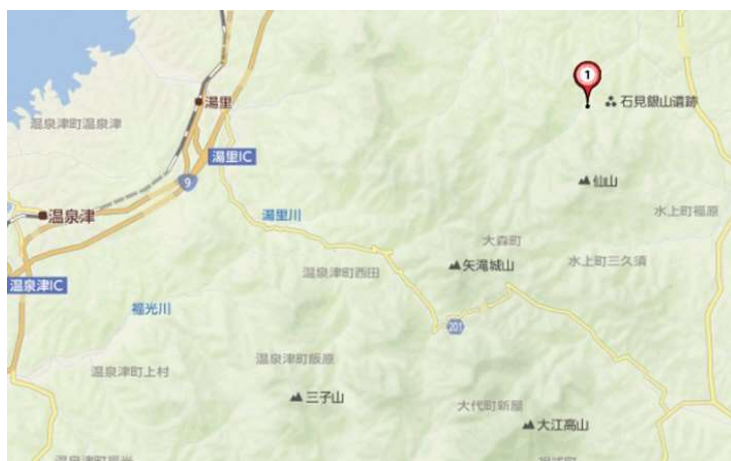 1
湯里
石見銀山遺跡
温泉津町温泉津
湯里IC
9
仙山
温泉津
湯里川
水上町福原
大森町
水上町三久須
矢滝城山
温泉津町西田
温泉津IC
福光川
201
温泉津町飯原
温泉津町上村
三子山
大代町新屋
大江高山